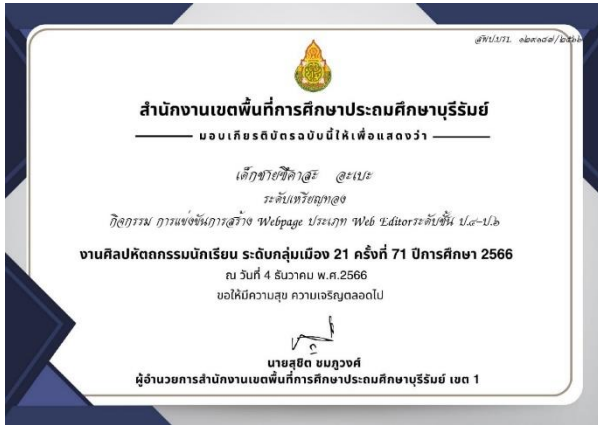 สพป.บร1.
สำนักงานเขตพื้นที่การศึกษาประถมศึกษาบุรีรัมย์
มอบเกียรติบัตรฉบับนี้ให้เพื่อแสดงว่า
เด็กชายซีคาสะ อะเบะ
ระดับเหรียญทอง
กิจกรรม การแข่งขันการสร้าง Webpage ประเภท Web Editorระดับชั้น ป.๔-ป.๖
งานศิลปหัตถกรรมนักเรียน ระดับกลุ่มเมือง 21 ครั้งที่ 71 ปีการศึกษา 2566
ณ วันที่ 4 ธันวาคม พ.ศ.2566
ขอให้มีความสุข ความเจริญตลอดไป
นายสุชิต ชมภูวงศ์
ผู้อำนวยการสำนักงานเขตพื้นที่การศึกษาประถมศึกษาบุรีรัมย์ เขต 1